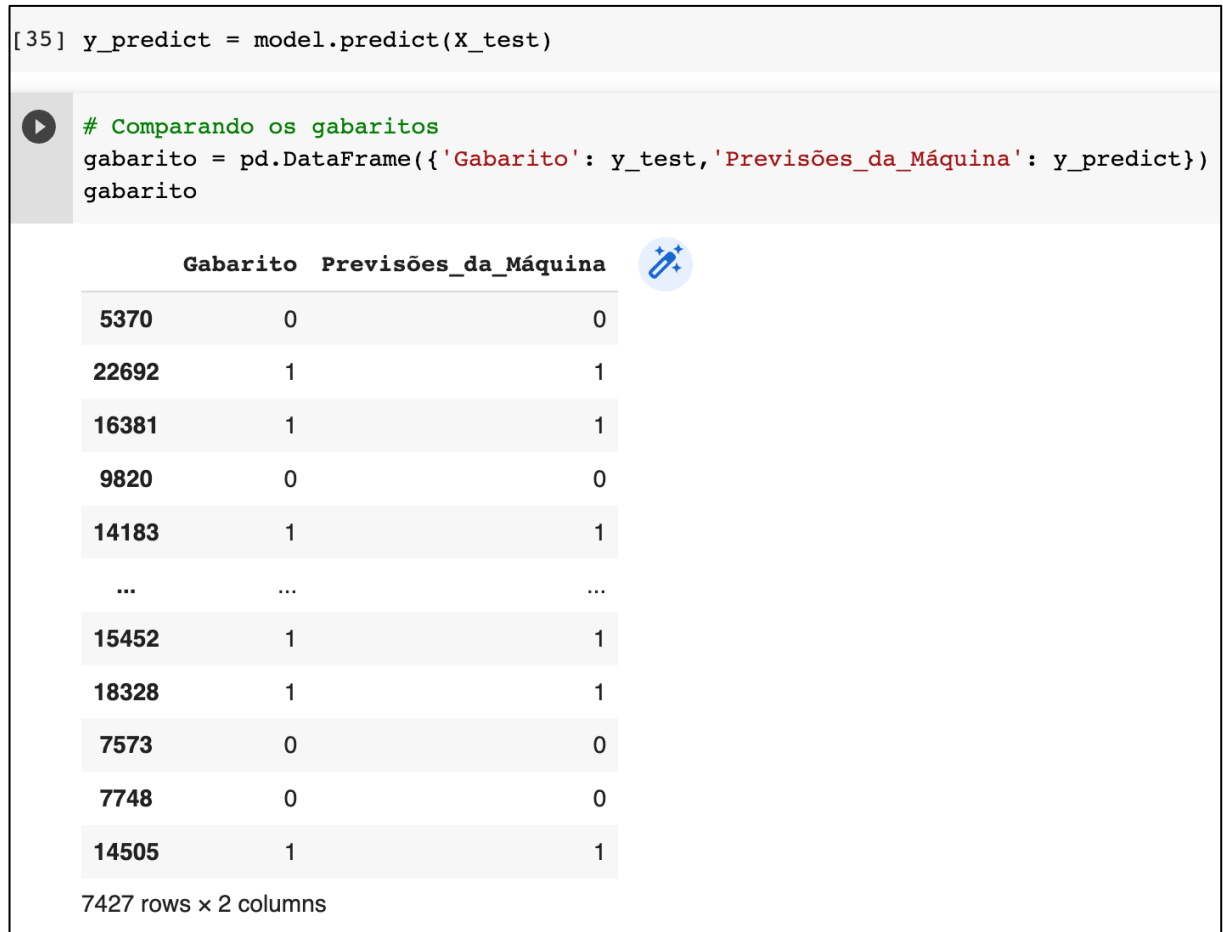 [35] y_predict = model.predict(X_test)
# Comparando os gabaritos
gabarito = pd.DataFrame({'Gabarito': y_test,'Previsões_da_Máquina': y_predict})
gabarito
Gabarito Previsões_da_Máquina
5370 0 0
22692 1 1
16381 1 1
9820 0 0
14183 1 1
... ... ...
15452 1 1
18328 1 1
7573 0 0
7748 0 0
14505 1 1
7427 rows × 2 columns